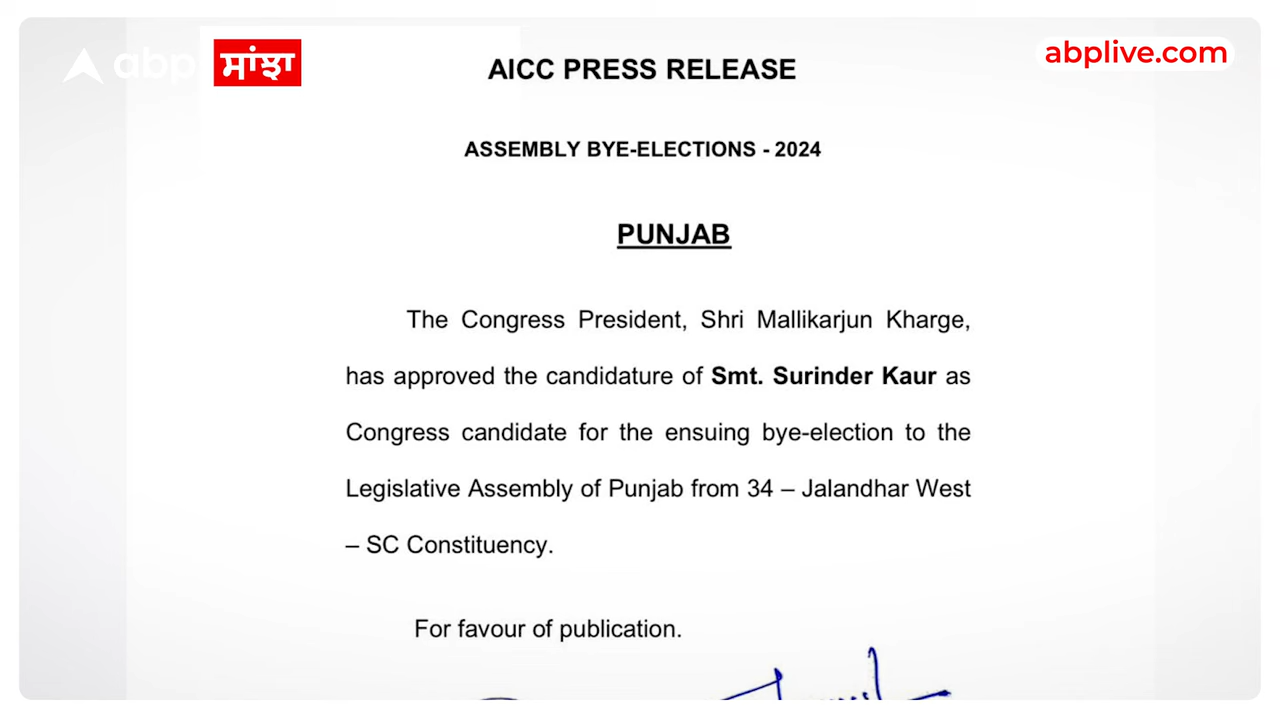 abp ਸਾਂਝਾ
abplive.com
AICC PRESS RELEASE
ASSEMBLY BYE-ELECTIONS - 2024
PUNJAB
The Congress President, Shri Mallikarjun Kharge,
has approved the candidature of Smt. Surinder Kaur as
Congress candidate for the ensuing bye-election to the
Legislative Assembly of Punjab from 34 – Jalandhar West
– SC Constituency.
For favour of publication.